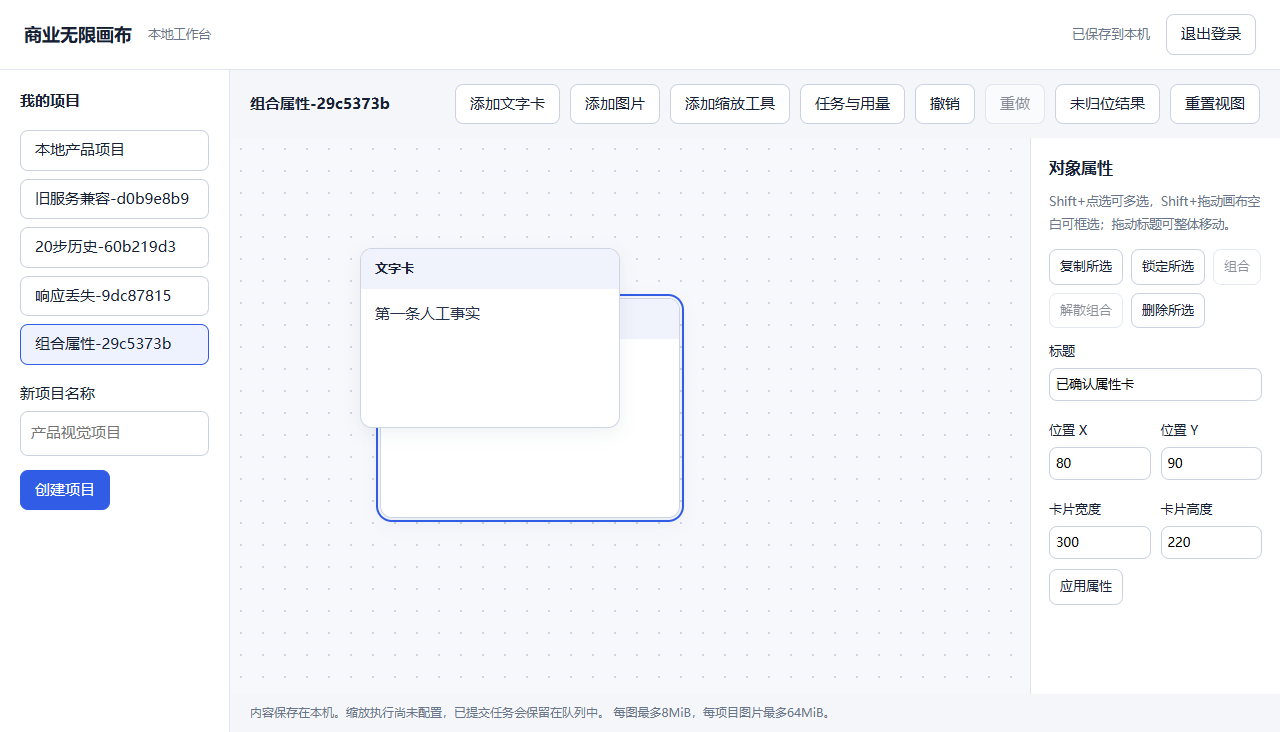 商业无限画布 本地工作台 已保存到本机 退出登录
我的项目
本地产品项目
旧服务兼容-d0b9e8b9
20步历史-60b219d3
响应丢失-9dc87815
组合属性-29c5373b
新项目名称
产品视觉项目
创建项目
组合属性-29c5373b 添加文字卡 添加图片 添加缩放工具 任务与用量 撤销 重做 未归位结果 重置视图
文字卡
第一条人工事实
对象属性
Shift+点选可多选，Shift+拖动画布空
白可框选；拖动标题可整体移动。
复制所选 锁定所选 组合
解散组合 删除所选
标题
已确认属性卡
位置 X 位置 Y
80 90
卡片宽度 卡片高度
300 220
应用属性
内容保存在本机。缩放执行尚未配置，已提交任务会保留在队列中。 每图最多8MiB，每项目图片最多64MiB。